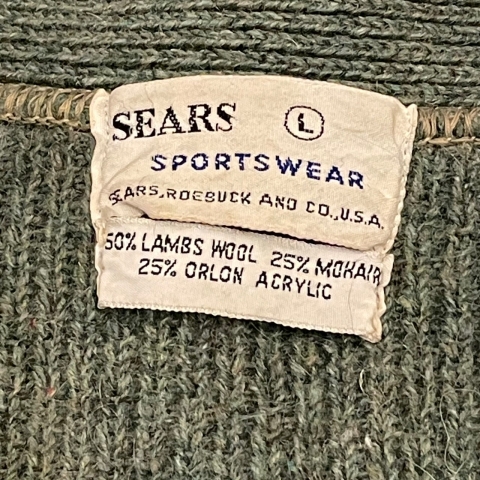 SEARS L
SPORTSWEAR
SEARS, ROEBUCK AND CO., U.S.A.
50% LAMBS WOOL 25% MOHAIR
25% ORLON ACRYLIC